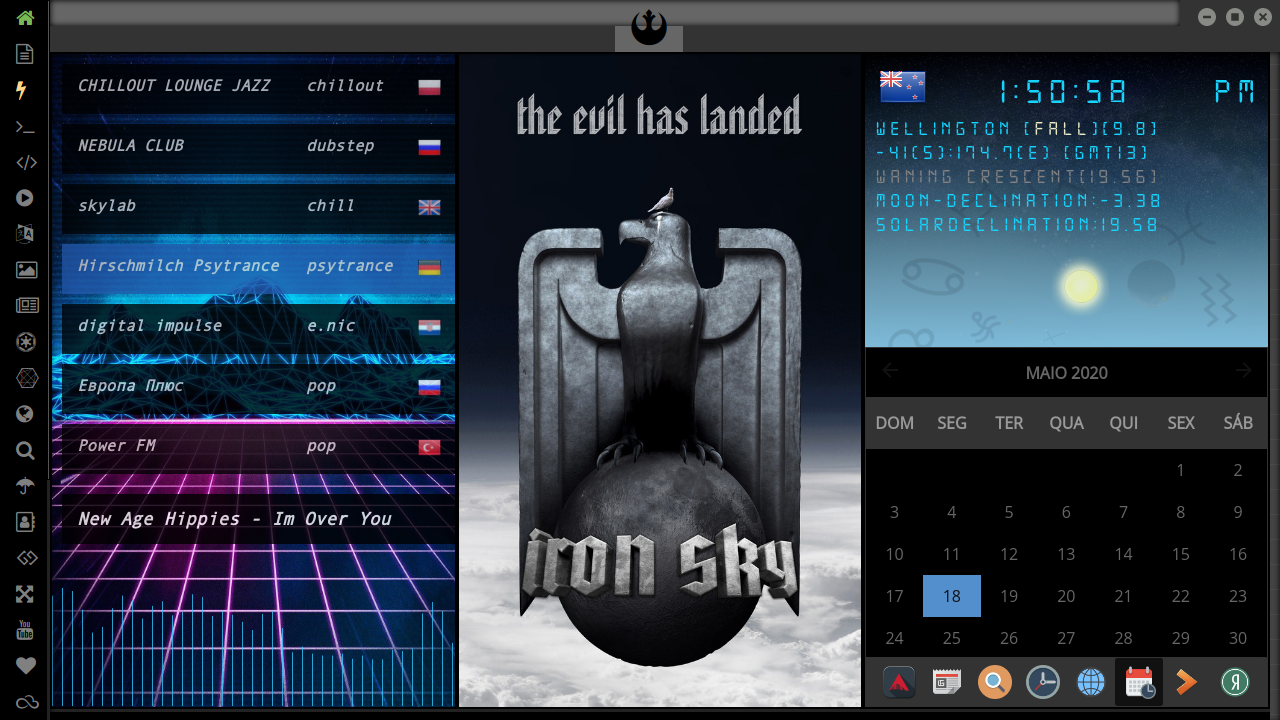 CHILLOUT LOUNGE JAZZ chillout
NEBULA CLUB dubstep
skylab chill
Hirschmilch Psytrance psytrance
digital impulse e.nic
Европа Плюс pop
Power FM pop
New Age Hippies - Im Over You
the evil has landed
iron sky
1:50:58 PM
WELLINGTON [FALL][9.8]
-41(S):174.7(E) [GMT13]
WANING CRESCENT(19.56)
MOON-DECLINATION:-3.38
SOLARDECLINATION:19.58
MAIO 2020
DOM SEG TER QUA QUI SEX SÁB
1 2
3 4 5 6 7 8 9
10 11 12 13 14 15 16
17 18 19 20 21 22 23
24 25 26 27 28 29 30
You
Tube
Я